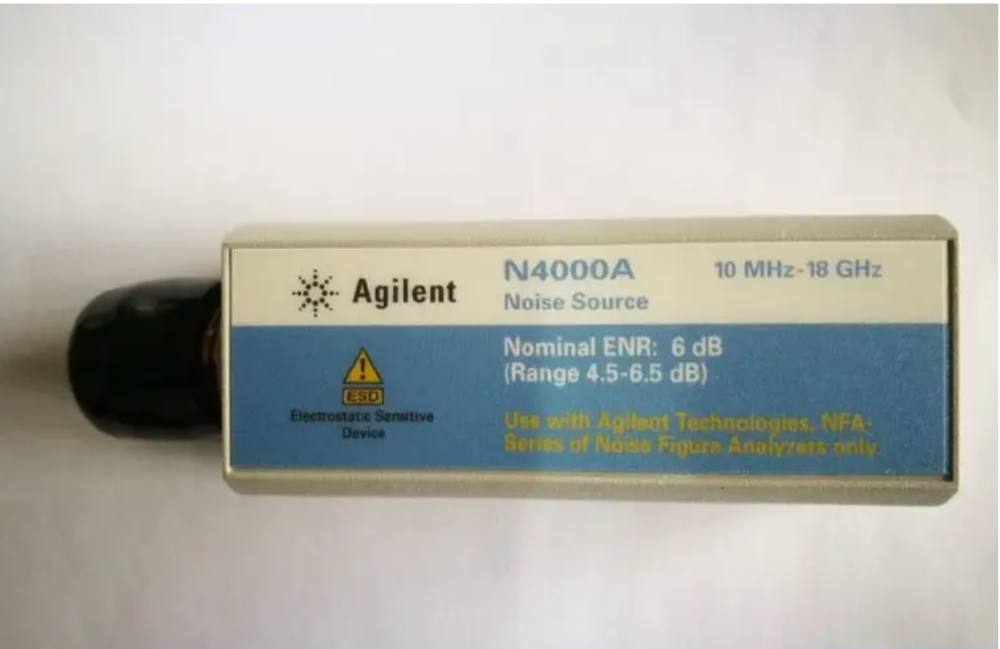 Agilent
N4000A
10 MHz-18 GHz
Noise Source
Nominal ENR: 6 dB
(Range 4.5-6.5 dB)
ESD
Electrostatic Sensitive
Device
Use with Agilent Technologies, NFA-
Series of Noise Figure Analyzers only